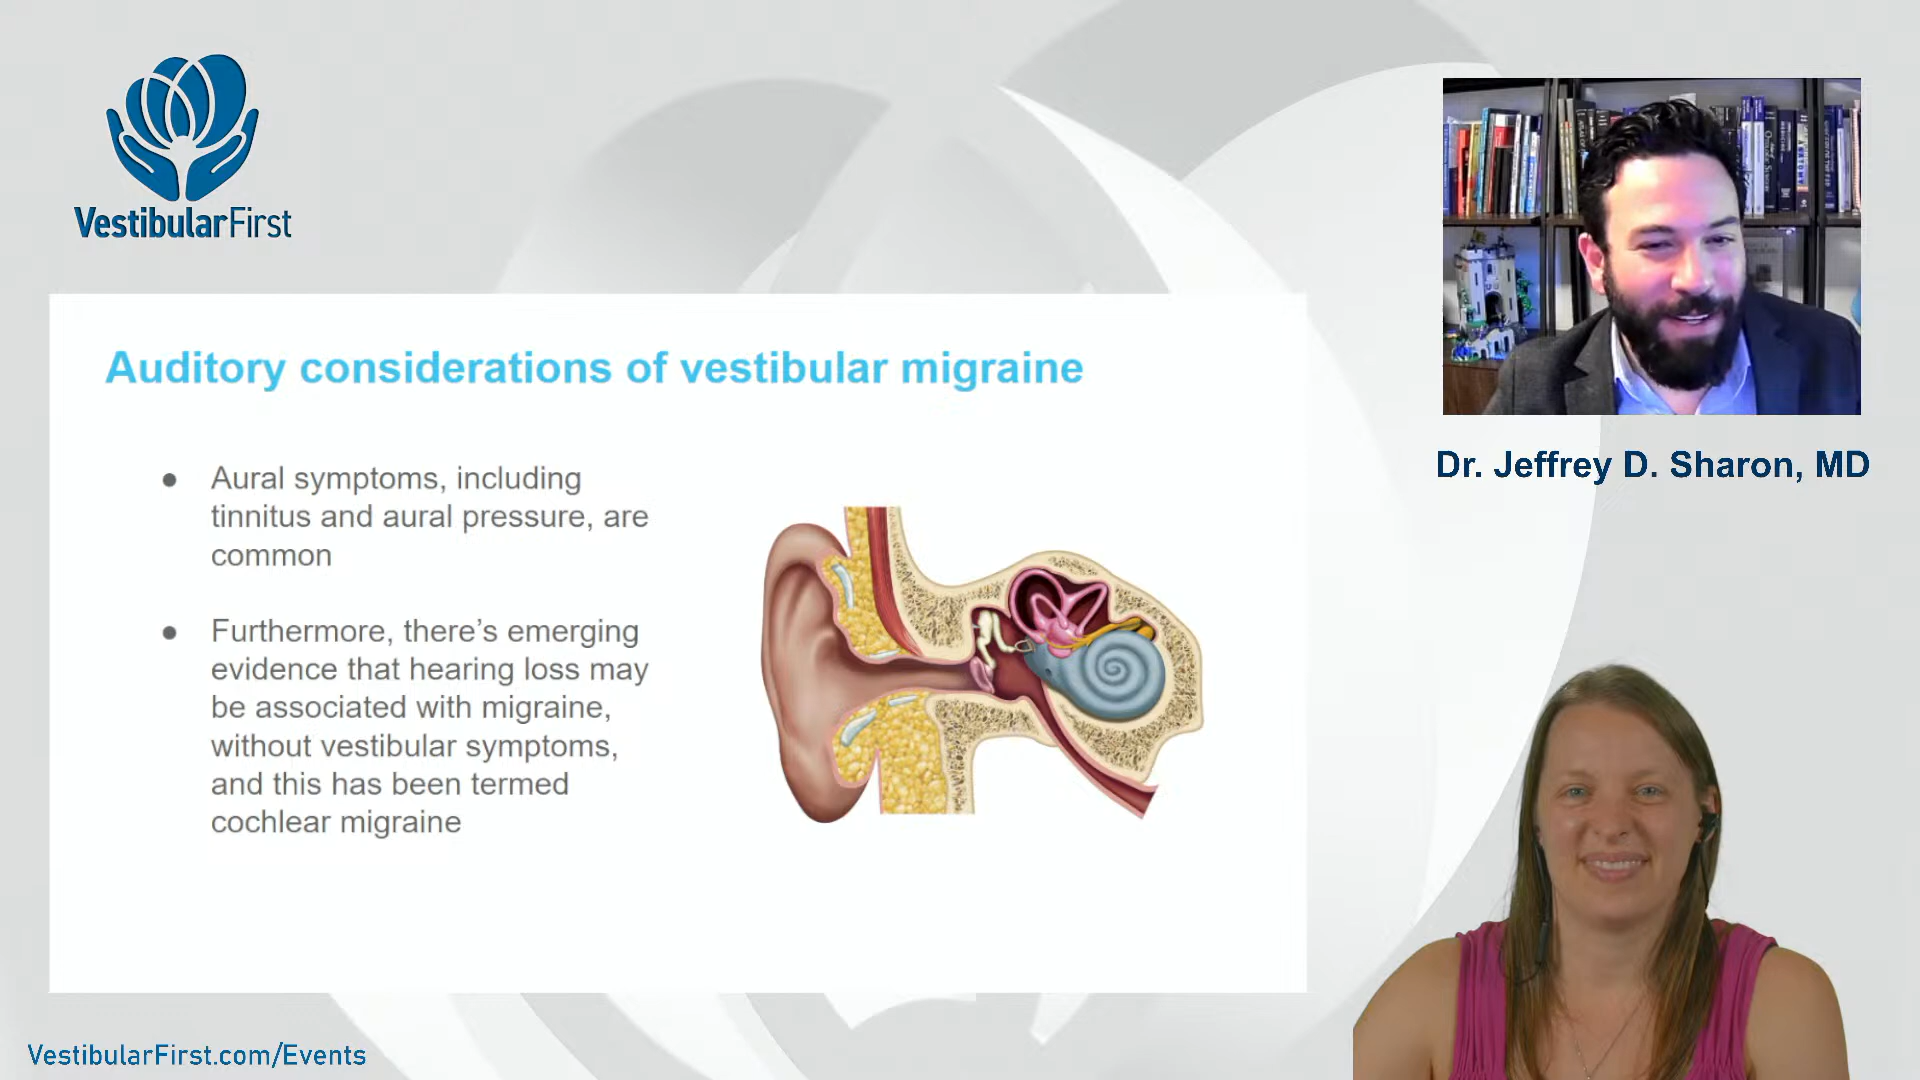 VestibularFirst
Auditory considerations of vestibular migraine
● Aural symptoms, including
tinnitus and aural pressure, are
common
● Furthermore, there’s emerging
evidence that hearing loss may
be associated with migraine,
without vestibular symptoms,
and this has been termed
cochlear migraine
Dr. Jeffrey D. Sharon, MD
VestibularFirst.com/Events